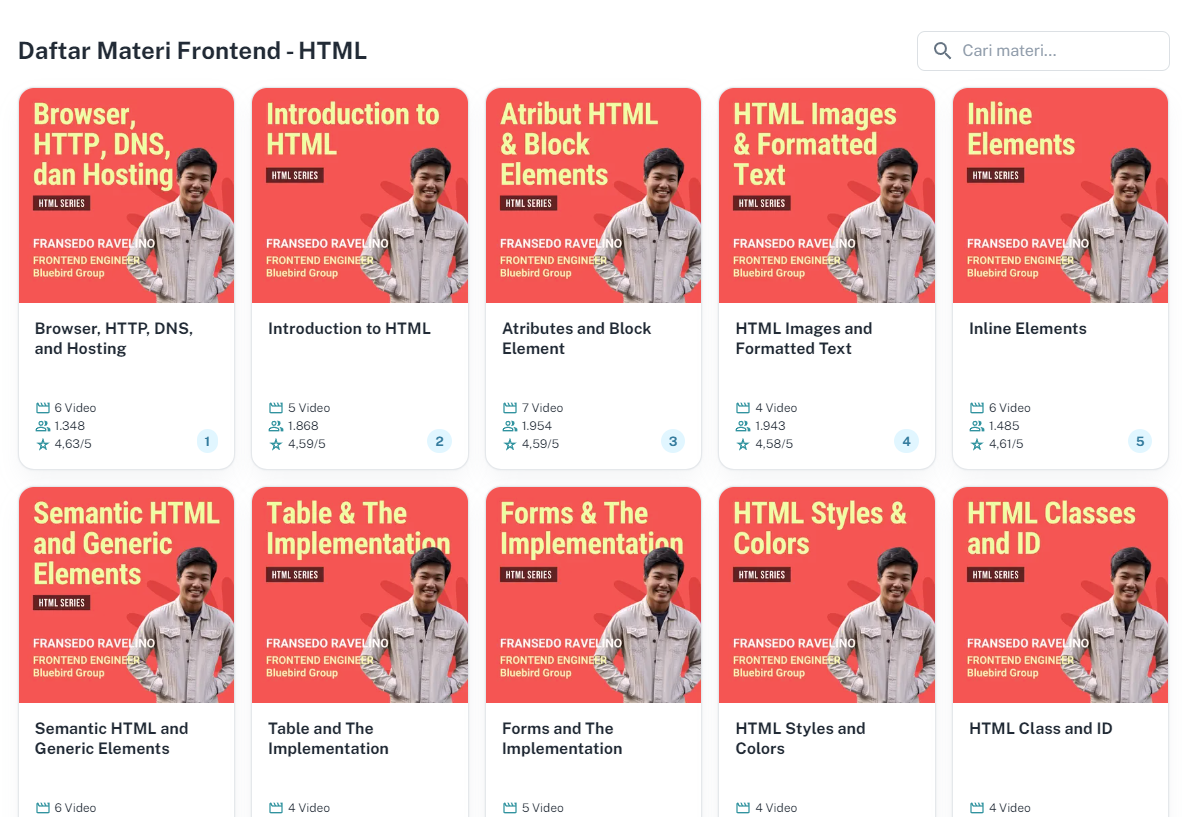 Daftar Materi Frontend - HTML
Cari materi...
Browser,
HTTP, DNS,
dan Hosting
HTML SERIES
FRANSEDO RAVELINO
FRONTEND ENGINEER
Bluebird Group
Browser, HTTP, DNS,
and Hosting
6 Video
1.348
4,63/5
1
Introduction to
HTML
HTML SERIES
FRANSEDO RAVELINO
FRONTEND ENGINEER
Bluebird Group
Introduction to HTML
5 Video
1.868
4,59/5
2
Atribut HTML
& Block
Elements
HTML SERIES
FRANSEDO RAVELINO
FRONTEND ENGINEER
Bluebird Group
Atributes and Block
Element
7 Video
1.954
4,59/5
3
HTML Images
& Formatted
Text
HTML SERIES
FRANSEDO RAVELINO
FRONTEND ENGINEER
Bluebird Group
HTML Images and
Formatted Text
4 Video
1.943
4,58/5
4
Inline
Elements
HTML SERIES
FRANSEDO RAVELINO
FRONTEND ENGINEER
Bluebird Group
Inline Elements
6 Video
1.485
4,61/5
5
Semantic HTML
and Generic
Elements
HTML SERIES
FRANSEDO RAVELINO
FRONTEND ENGINEER
Bluebird Group
Semantic HTML and
Generic Elements
6 Video
Table & The
Implementation
HTML SERIES
FRANSEDO RAVELINO
FRONTEND ENGINEER
Bluebird Group
Table and The
Implementation
4 Video
Forms & The
Implementation
HTML SERIES
FRANSEDO RAVELINO
FRONTEND ENGINEER
Bluebird Group
Forms and The
Implementation
5 Video
HTML Styles &
Colors
HTML SERIES
FRANSEDO RAVELINO
FRONTEND ENGINEER
Bluebird Group
HTML Styles and
Colors
4 Video
HTML Classes
and ID
HTML SERIES
FRANSEDO RAVELINO
FRONTEND ENGINEER
Bluebird Group
HTML Class and ID
4 Video